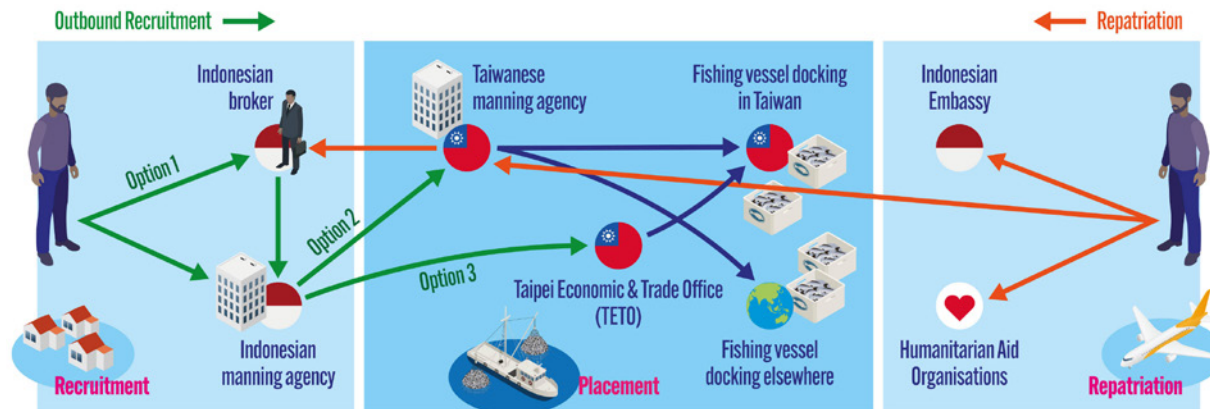 Outbound Recruitment
Repatriation
Indonesian
broker
Option 1
Option 2
Option 3
Indonesian
manning agency
Recruitment
Taiwanese
manning agency
Fishing vessel docking
in Taiwan
Taipei Economic & Trade Office
(TETO)
Fishing vessel
docking elsewhere
Placement
Indonesian
Embassy
Humanitarian Aid
Organisations
Repatriation